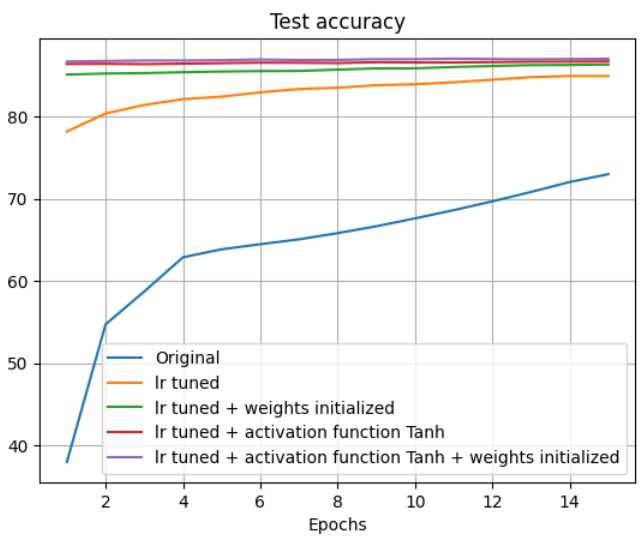 Test accuracy
80
70
60
50
40
Original
lr tuned
lr tuned + weights initialized
lr tuned + activation function Tanh
lr tuned + activation function Tanh + weights initialized
2 4 6 8 10 12 14
Epochs